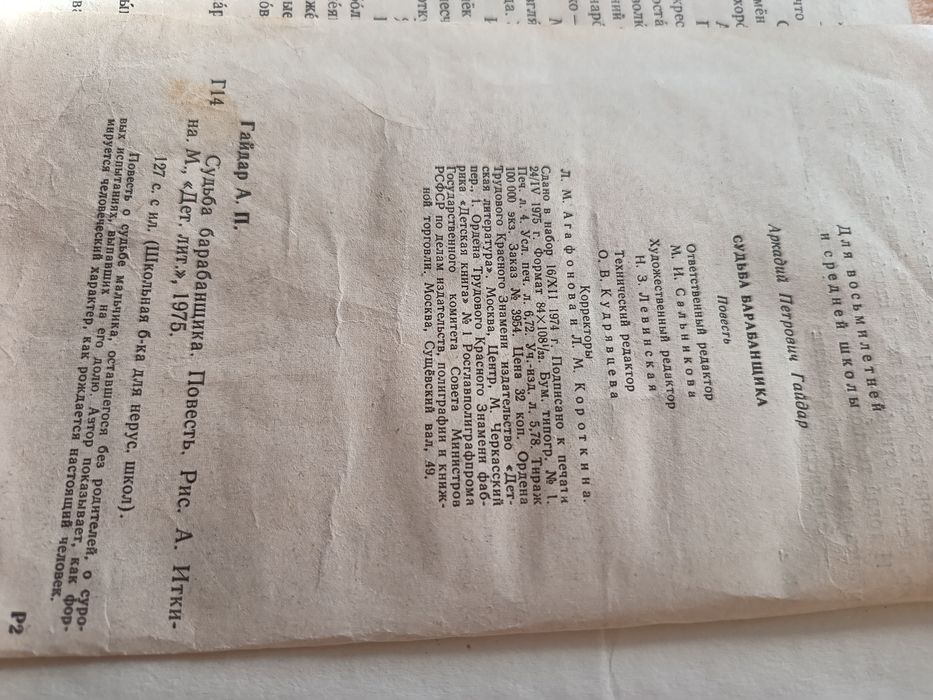 Для восьмилетней
и средней школы
Аркадий Петрович Гайдар
СУДЬБА БАРАБАНЩИКА
Повесть
Ответственный редактор
М. И. Сальникова
Художественный редактор
Н. З. Левинская
Технический редактор
О. В. Кудрявцева
Корректоры
Л. М. Агафонова и Л. М. Короткина.
Сдано в набор 16/XII 1974 г. Подписано к печати
24/IV 1975 г. Формат 84×108¹/₃₂. Бум. типогр. № 1.
Печ. л. 4. Усл. печ. л. 6,72. Уч.-изд. л. 5,78. Тираж
100 000 экз. Заказ № 3954. Цена 32 коп. Ордена
Трудового Красного Знамени издательство «Дет-
ская литература». Москва, Центр, М. Черкасский
пер., 1. Ордена Трудового Красного Знамени фаб-
рика «Детская книга» № 1 Росглавполиграфпрома
Государственного комитета Совета Министров
РСФСР по делам издательств, полиграфии и книж-
ной торговли. Москва, Сущёвский вал, 49.
Гайдар А. П.
Г14 Судьба барабанщика. Повесть. Рис. А. Итки-
на. М., «Дет. лит.», 1975.
127 с. с ил. (Школьная б-ка для нерус. школ).
Повесть о судьбе мальчика, оставшегося без родителей, о суро-
вых испытаниях, выпавших на его долю. Автор показывает, как фор-
мируется человеческий характер, как рождается настоящий человек.
Р2